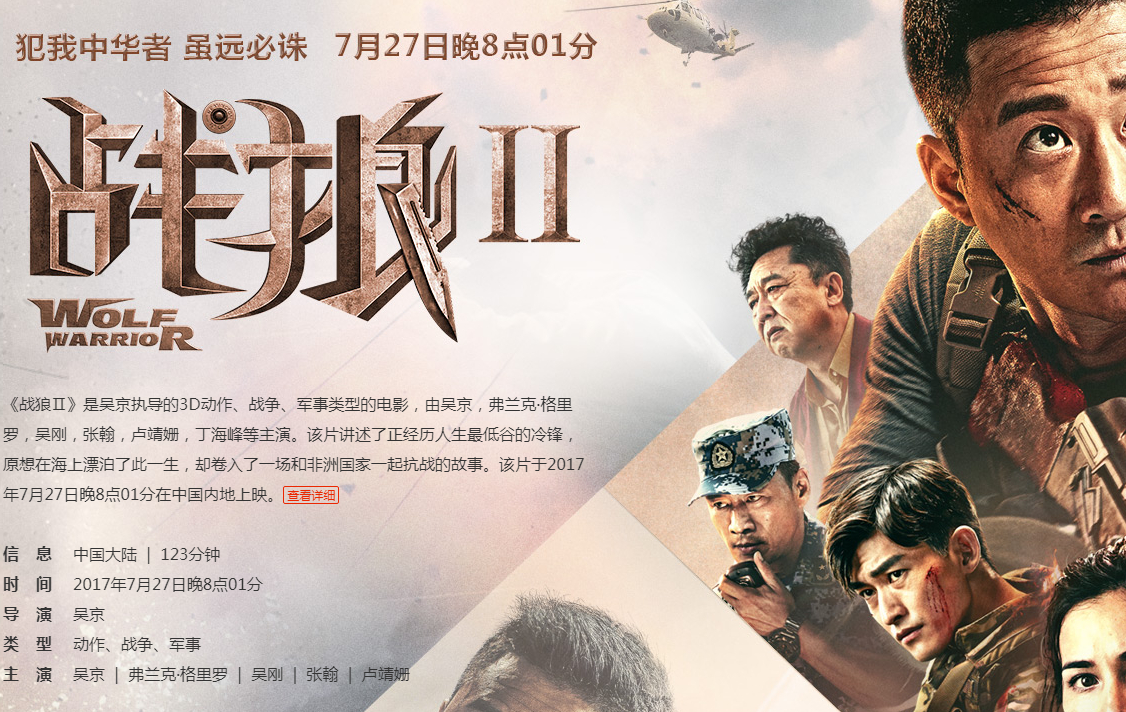 犯我中华者 虽远必诛 7月27日晚8点01分
战狼II
WOLF
WARRIOR
《战狼Ⅱ》是吴京执导的3D动作、战争、军事类型的电影，由吴京，弗兰克·格里
罗，吴刚，张翰，卢靖姗，丁海峰等主演。该片讲述了正经历人生最低谷的冷锋，
原想在海上漂泊了此一生，却卷入了一场和非洲国家一起抗战的故事。该片于2017
年7月27日晚8点01分在中国内地上映。 查看详细
信 息 中国大陆 | 123分钟
时 间 2017年7月27日晚8点01分
导 演 吴京
类 型 动作、战争、军事
主 演 吴京 | 弗兰克·格里罗 | 吴刚 | 张翰 | 卢靖姗